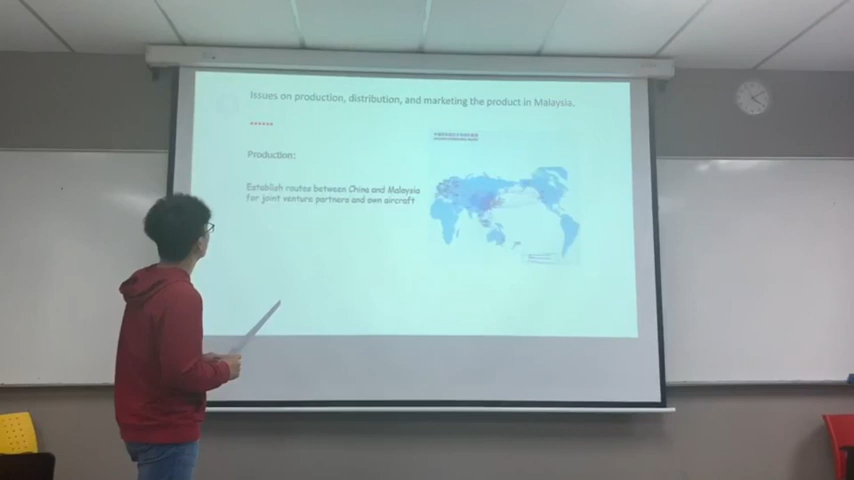 Issues on production, distribution, and marketing the product in Malaysia.
Production:
Establish routes between China and Malaysia
for joint venture partners and own aircraft